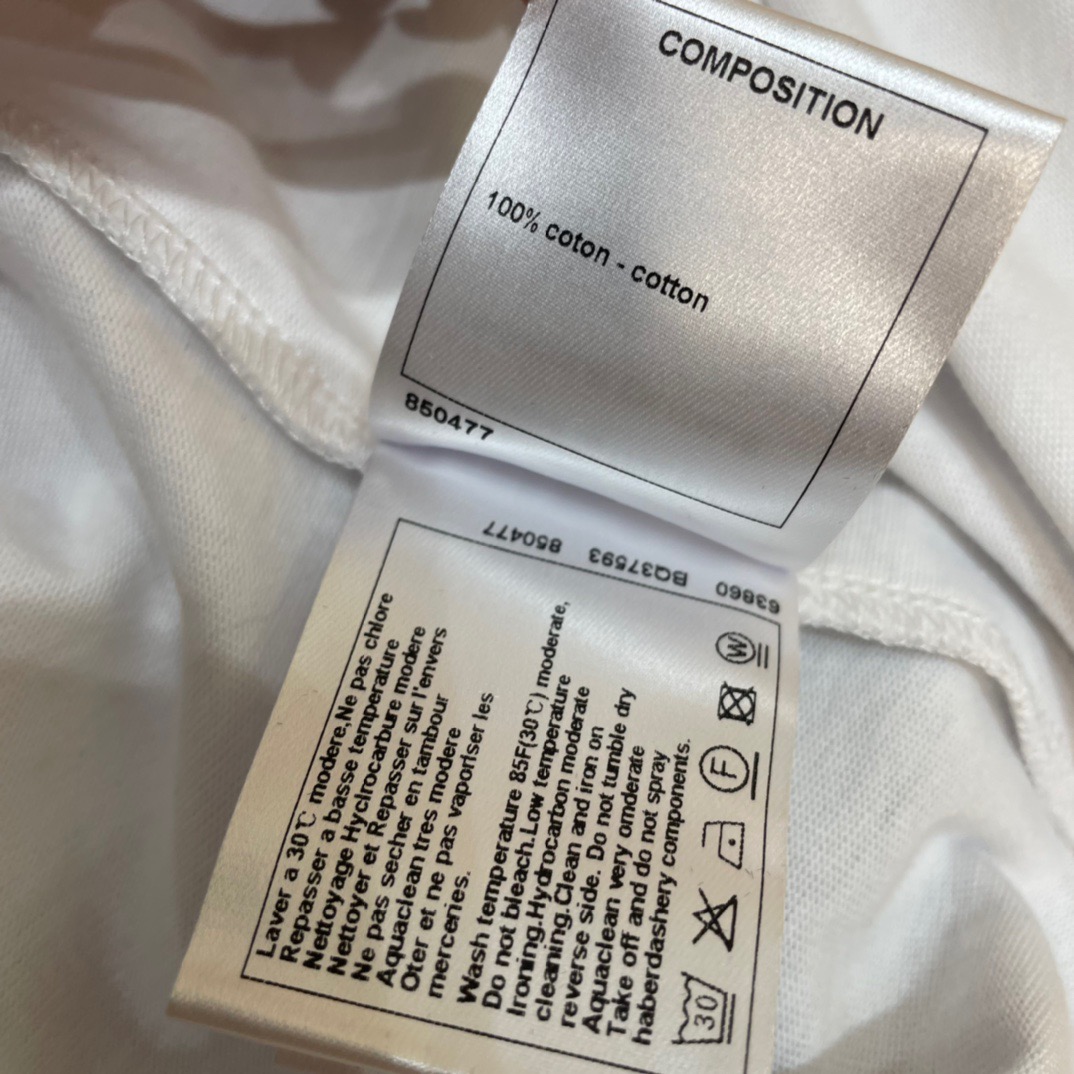 COMPOSITION
100% coton - cotton
850477
63860 BQ37593 850477
Laver a 30℃ modere,Ne pas chlore
Repasser a basse temperature
Nettoyage Hyclrocarbure modere
Nettoyer et Repasser sur l'envers
Ne pas secher en tambour
Aquaclean tres modere
Oter et ne pas vaporiser les
merceries.
Wash temperature 85F(30℃) moderate,
Do not bleach.Low temperature
Ironing.Hydrocarbon moderate
cleaning.Clean and iron on
reverse side. Do not tumble dry
Aquaclean very omderate
Take off and do not spray
haberdashery components.
30 F W